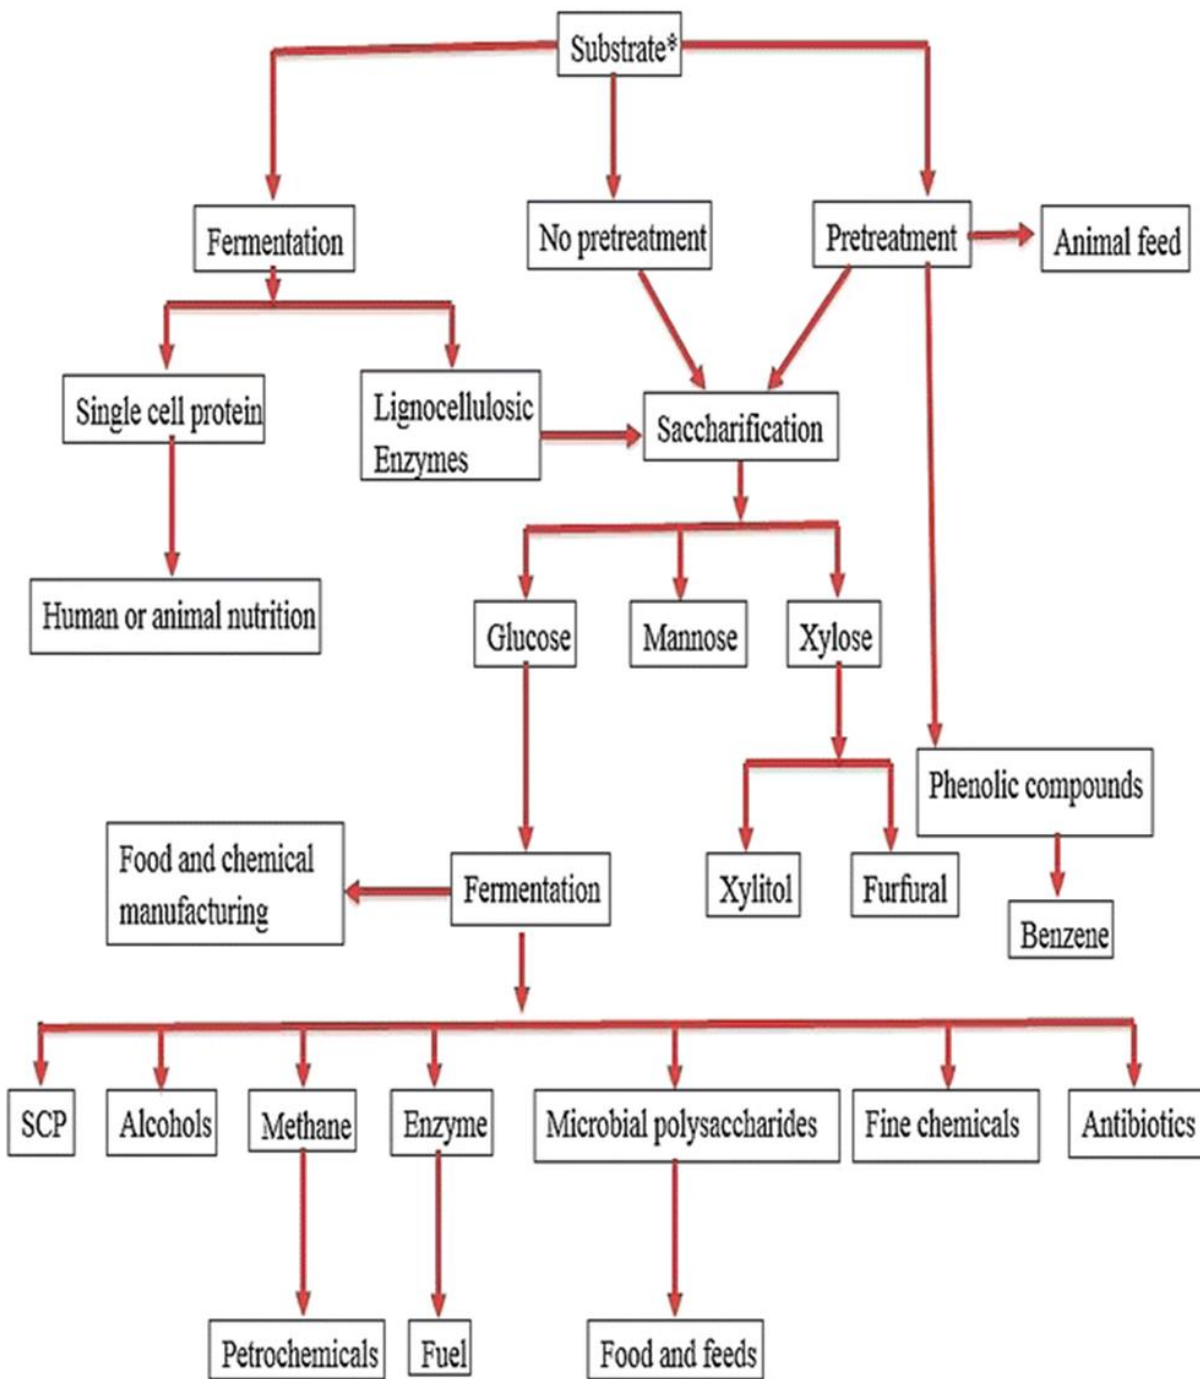 Substrate*
Fermentation
No pretreatment
Pretreatment
Animal feed
Single cell protein
Lignocellulosic
Enzymes
Saccharification
Human or animal nutrition
Glucose
Mannose
Xylose
Phenolic compounds
Food and chemical
manufacturing
Fermentation
Xylitol
Furfural
Benzene
SCP
Alcohols
Methane
Enzyme
Microbial polysaccharides
Fine chemicals
Antibiotics
Petrochemicals
Fuel
Food and feeds